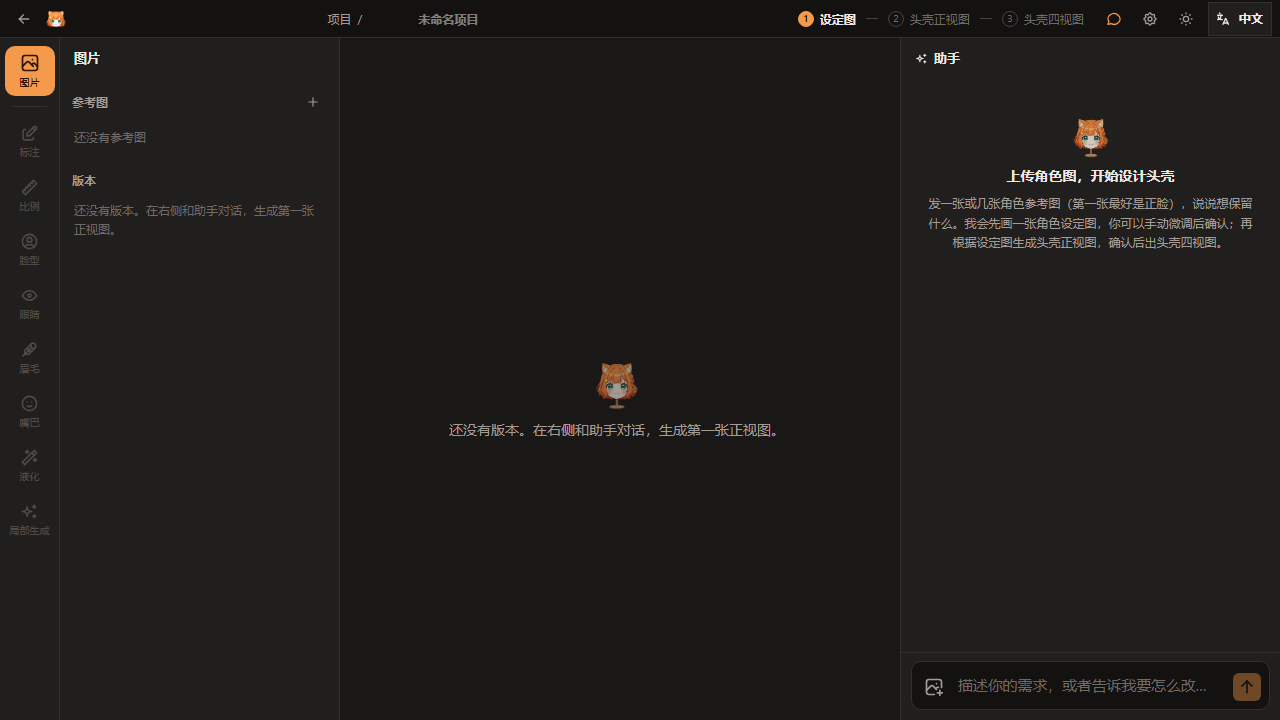 项目 /
未命名项目
1 设定图
2 头壳正视图
3 头壳四视图
中文
图片
标注
比例
脸型
眼睛
眉毛
嘴巴
液化
局部生成
图片
参考图
还没有参考图
版本
还没有版本。在右侧和助手对话，生成第一张
正视图。
还没有版本。在右侧和助手对话，生成第一张正视图。
助手
上传角色图，开始设计头壳
发一张或几张角色参考图（第一张最好是正脸），说说想保留
什么。我会先画一张角色设定图，你可以手动微调后确认；再
根据设定图生成头壳正视图，确认后出头壳四视图。
描述你的需求，或者告诉我要怎么改...